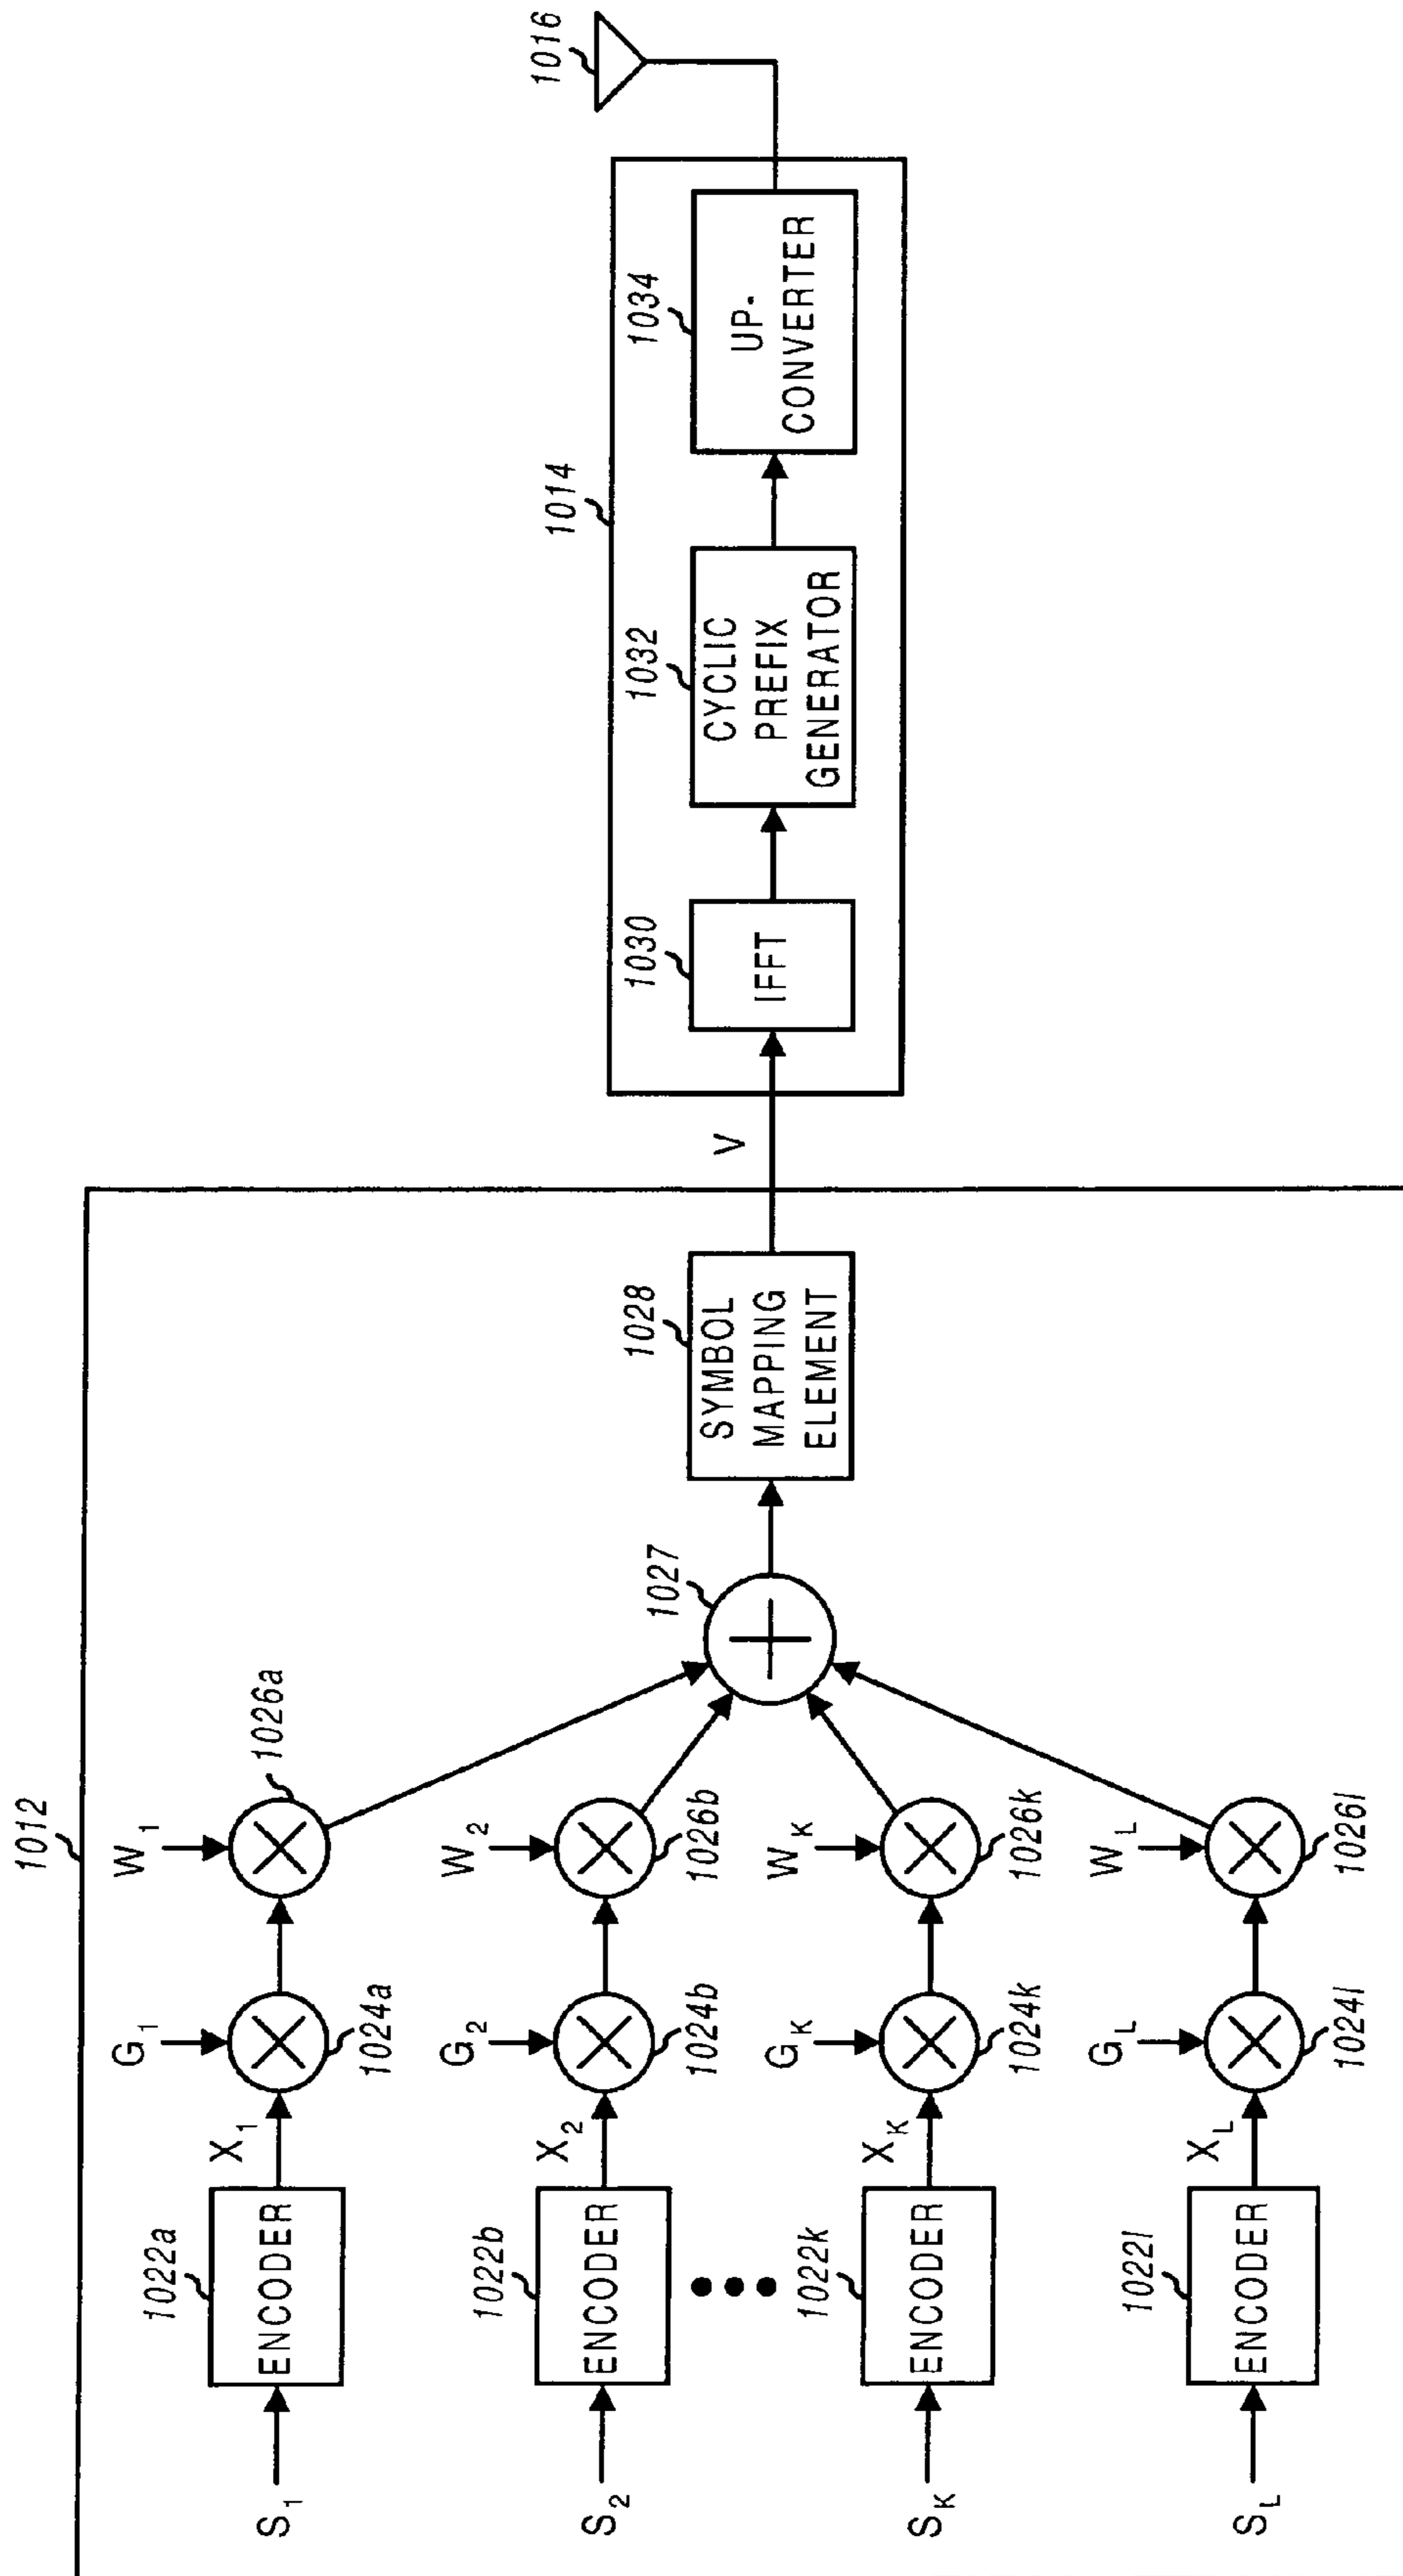 1012
S1
1022a
ENCODER
X1
G1
1024a
W1
1026a
S2
1022b
ENCODER
X2
G2
1024b
W2
1026b
SK
1022k
ENCODER
XK
GK
1024k
WK
1026k
SL
1022l
ENCODER
XL
GL
1024l
WL
1026l
1027
1028
SYMBOL
MAPPING
ELEMENT
V
1014
1030
IFFT
1032
CYCLIC
PREFIX
GENERATOR
1034
UP-
CONVERTER
1016